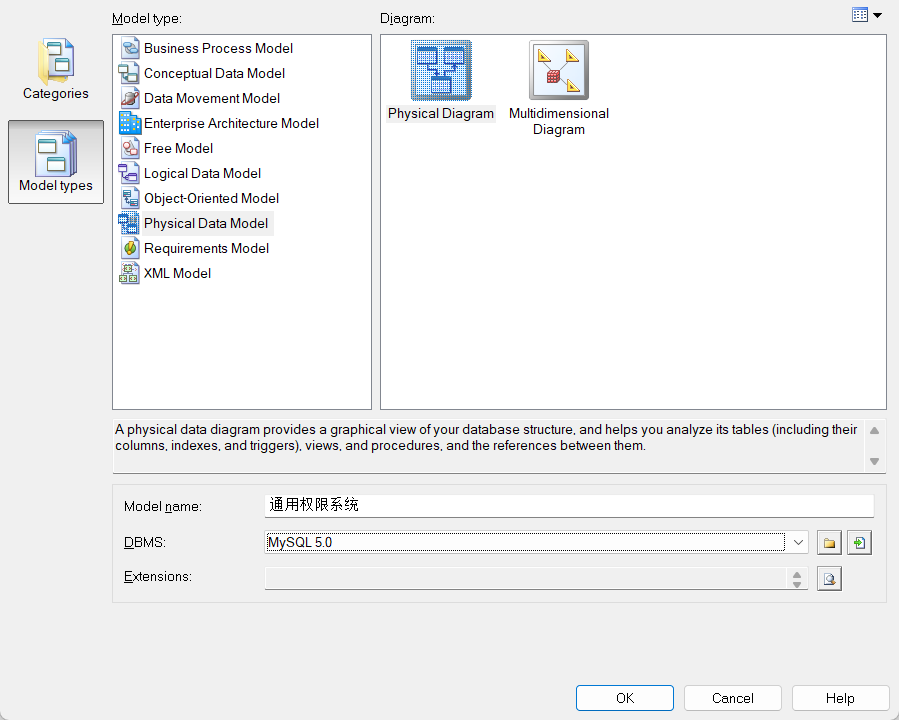 Model type:
Diagram:
Categories
Model types
Business Process Model
Conceptual Data Model
Data Movement Model
Enterprise Architecture Model
Free Model
Logical Data Model
Object-Oriented Model
Physical Data Model
Requirements Model
XML Model
Physical Diagram
Multidimensional
Diagram
A physical data diagram provides a graphical view of your database structure, and helps you analyze its tables (including their
columns, indexes, and triggers), views, and procedures, and the references between them.
Model name:
通用权限系统
DBMS:
MySQL 5.0
Extensions:
OK
Cancel
Help